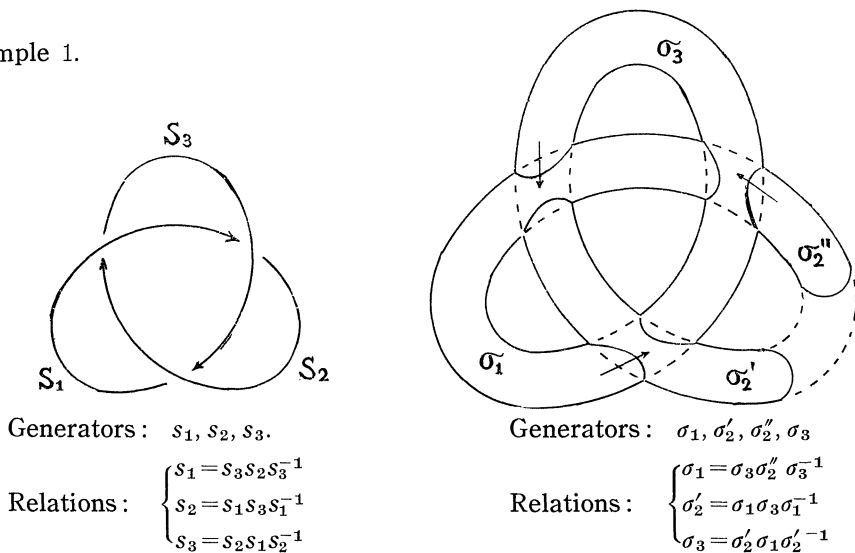 mple 1.
S₃
S₁
S₂
Generators: s₁, s₂, s₃.
Relations: { s₁=s₃s₂s₃⁻¹
s₂=s₁s₃s₁⁻¹
s₃=s₂s₁s₂⁻¹
σ₃
σ₂″
σ₁
σ₂′
Generators: σ₁, σ₂′, σ₂″, σ₃
Relations: { σ₁=σ₃σ₂″ σ₃⁻¹
σ₂′=σ₁σ₃σ₁⁻¹
σ₃=σ₂′σ₁σ₂′⁻¹